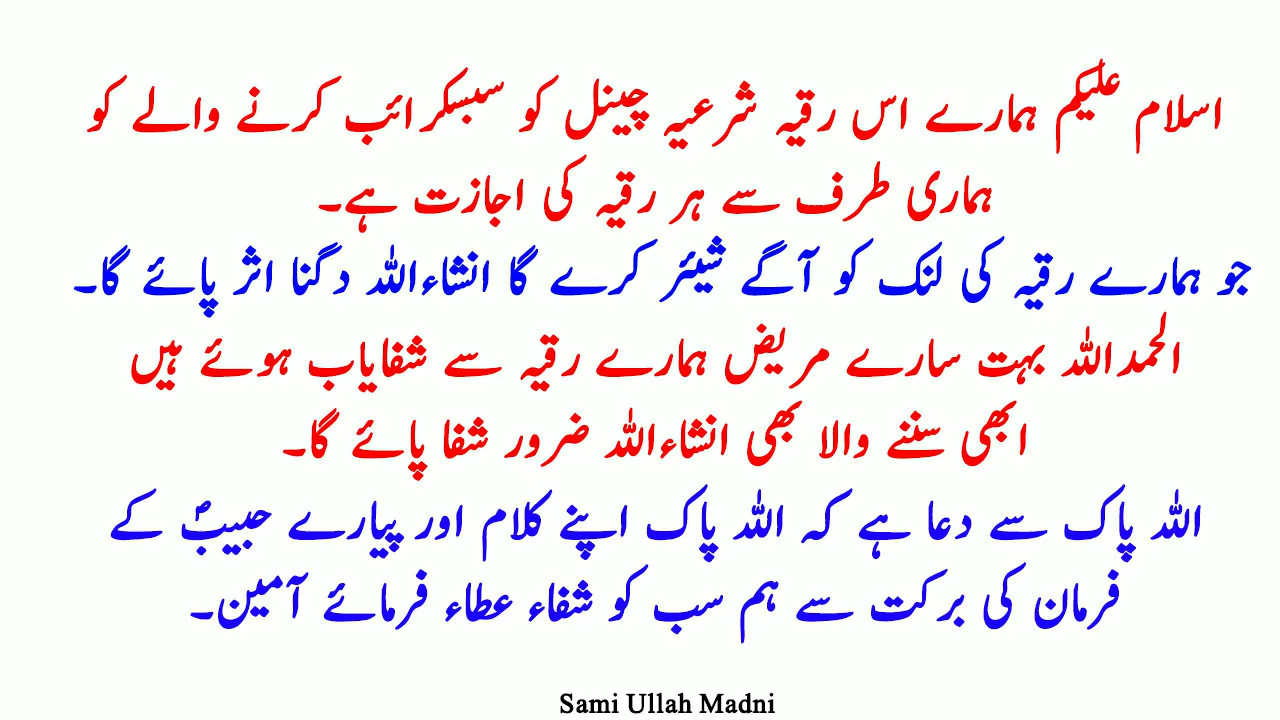 اسلام علیکم ہمارے اس رقیہ شرعیہ چینل کو سبسکرائب کرنے والے کو
ہماری طرف سے ہر رقیہ کی اجازت ہے۔
جو ہمارے رقیہ کی لنک کو آگے شیئر کرے گا انشاءاللہ دگنا اثر پائے گا۔
الحمداللہ بہت سارے مریض ہمارے رقیہ سے شفایاب ہوئے ہیں
ابھی سننے والا بھی انشاءاللہ ضرور شفا پائے گا۔
اللہ پاک سے دعا ہے کہ اللہ پاک اپنے کلام اور پیارے حبیبؐ کے
فرمان کی برکت سے ہم سب کو شفاء عطاء فرمائے آمین۔
Sami Ullah Madni